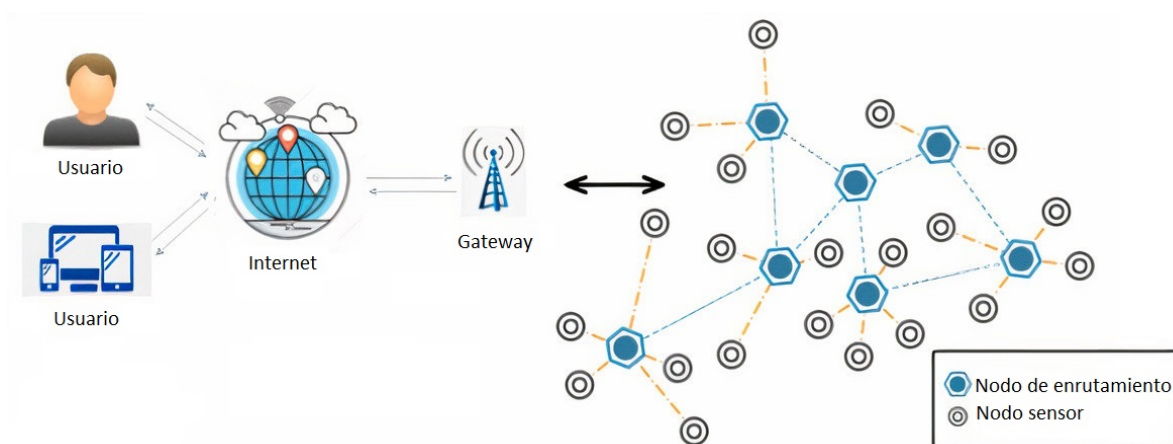 Usuario
Usuario
Internet
Gateway
Nodo de enrutamiento
Nodo sensor